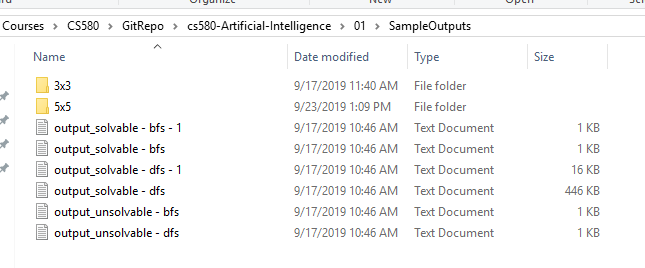 New Open Select
Courses > CS580 > GitRepo > cs580-Artificial-Intelligence > 01 > SampleOutputs
Name Date modified Type Size
3x3 9/17/2019 11:40 AM File folder
5x5 9/23/2019 1:09 PM File folder
output_solvable - bfs - 1 9/17/2019 10:46 AM Text Document 1 KB
output_solvable - bfs 9/17/2019 10:46 AM Text Document 1 KB
output_solvable - dfs - 1 9/17/2019 10:46 AM Text Document 16 KB
output_solvable - dfs 9/17/2019 10:46 AM Text Document 446 KB
output_unsolvable - bfs 9/17/2019 10:46 AM Text Document 1 KB
output_unsolvable - dfs 9/17/2019 10:46 AM Text Document 1 KB